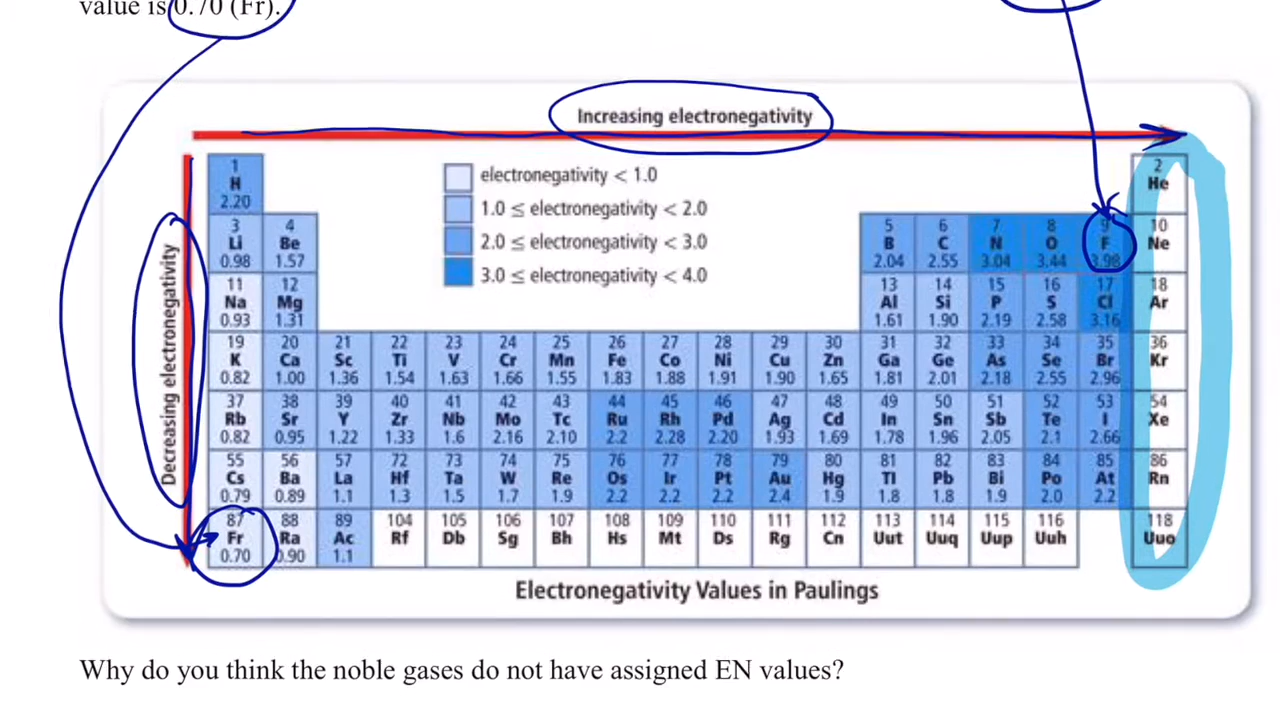 value is 0.70 (Fr).
Increasing electronegativity
Decreasing electronegativity
electronegativity < 1.0
1.0 ≤ electronegativity < 2.0
2.0 ≤ electronegativity < 3.0
3.0 ≤ electronegativity < 4.0
1 2
H He
2.20
3 4 5 6 7 8 9 10
Li Be B C N O F Ne
0.98 1.57 2.04 2.55 3.04 3.44 3.98
11 12 13 14 15 16 17 18
Na Mg Al Si P S Cl Ar
0.93 1.31 1.61 1.90 2.19 2.58 3.16
19 20 21 22 23 24 25 26 27 28 29 30 31 32 33 34 35 36
K Ca Sc Ti V Cr Mn Fe Co Ni Cu Zn Ga Ge As Se Br Kr
0.82 1.00 1.36 1.54 1.63 1.66 1.55 1.83 1.88 1.91 1.90 1.65 1.81 2.01 2.18 2.55 2.96
37 38 39 40 41 42 43 44 45 46 47 48 49 50 51 52 53 54
Rb Sr Y Zr Nb Mo Tc Ru Rh Pd Ag Cd In Sn Sb Te I Xe
0.82 0.95 1.22 1.33 1.6 2.16 2.10 2.2 2.28 2.20 1.93 1.69 1.78 1.96 2.05 2.1 2.66
55 56 57 72 73 74 75 76 77 78 79 80 81 82 83 84 85 86
Cs Ba La Hf Ta W Re Os Ir Pt Au Hg Tl Pb Bi Po At Rn
0.79 0.89 1.1 1.3 1.5 1.7 1.9 2.2 2.2 2.2 2.4 1.9 1.8 1.8 1.9 2.0 2.2
87 88 89 104 105 106 107 108 109 110 111 112 113 114 115 116 118
Fr Ra Ac Rf Db Sg Bh Hs Mt Ds Rg Cn Uut Uuq Uup Uuh Uuo
0.70 0.90 1.1
Electronegativity Values in Paulings
Why do you think the noble gases do not have assigned EN values?